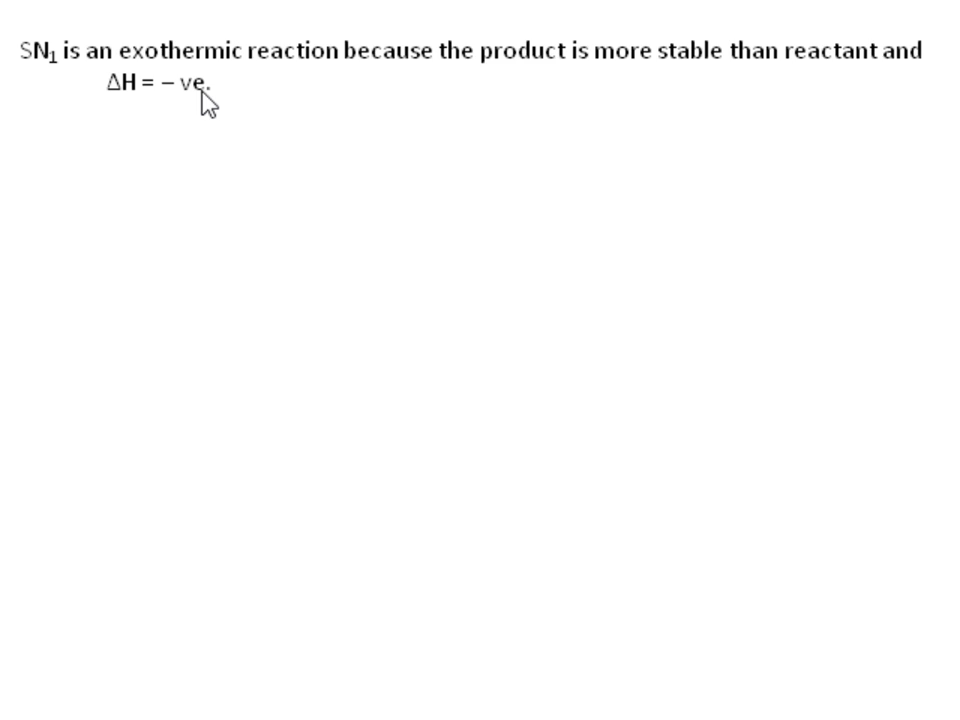 SN₁ is an exothermic reaction because the product is more stable than reactant and
ΔH = – ve.